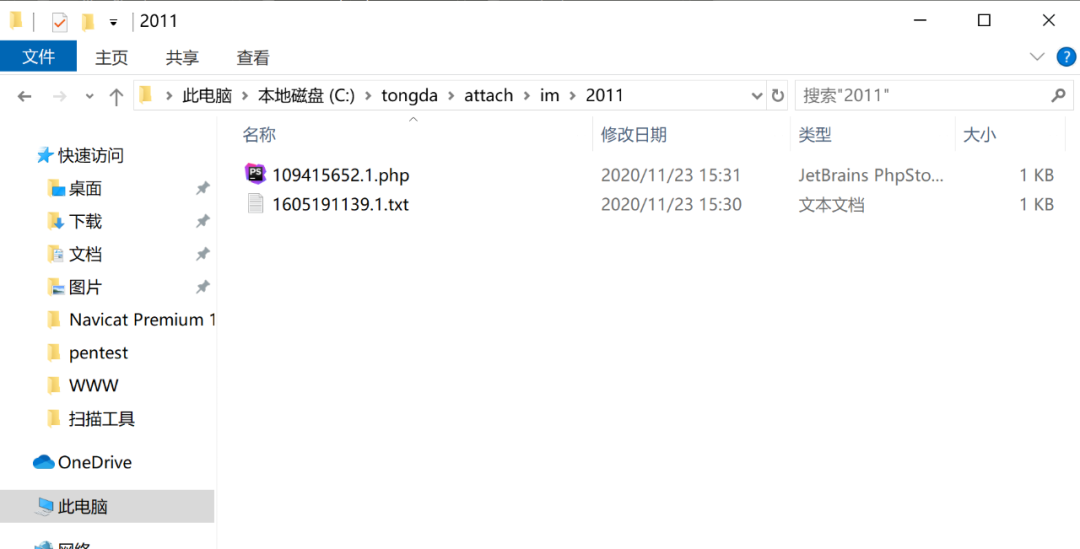 2011
文件 主页 共享 查看
此电脑 本地磁盘 (C:) tongda attach im 2011 搜索"2011"
名称 修改日期 类型 大小
109415652.1.php 2020/11/23 15:31 JetBrains PhpSto... 1 KB
1605191139.1.txt 2020/11/23 15:30 文本文档 1 KB
快速访问
桌面
下载
文档
图片
Navicat Premium 1
pentest
WWW
扫描工具
OneDrive
此电脑
网络